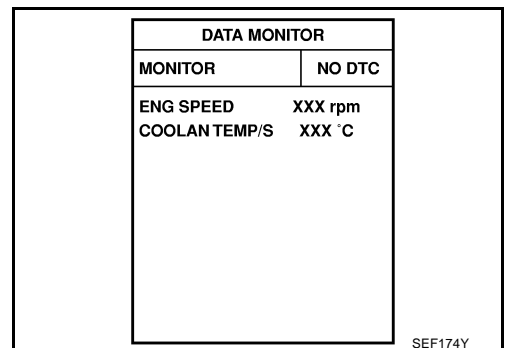 DATA MONITOR
MONITOR NO DTC
ENG SPEED XXX rpm
COOLAN TEMP/S XXX °C
SEF174Y